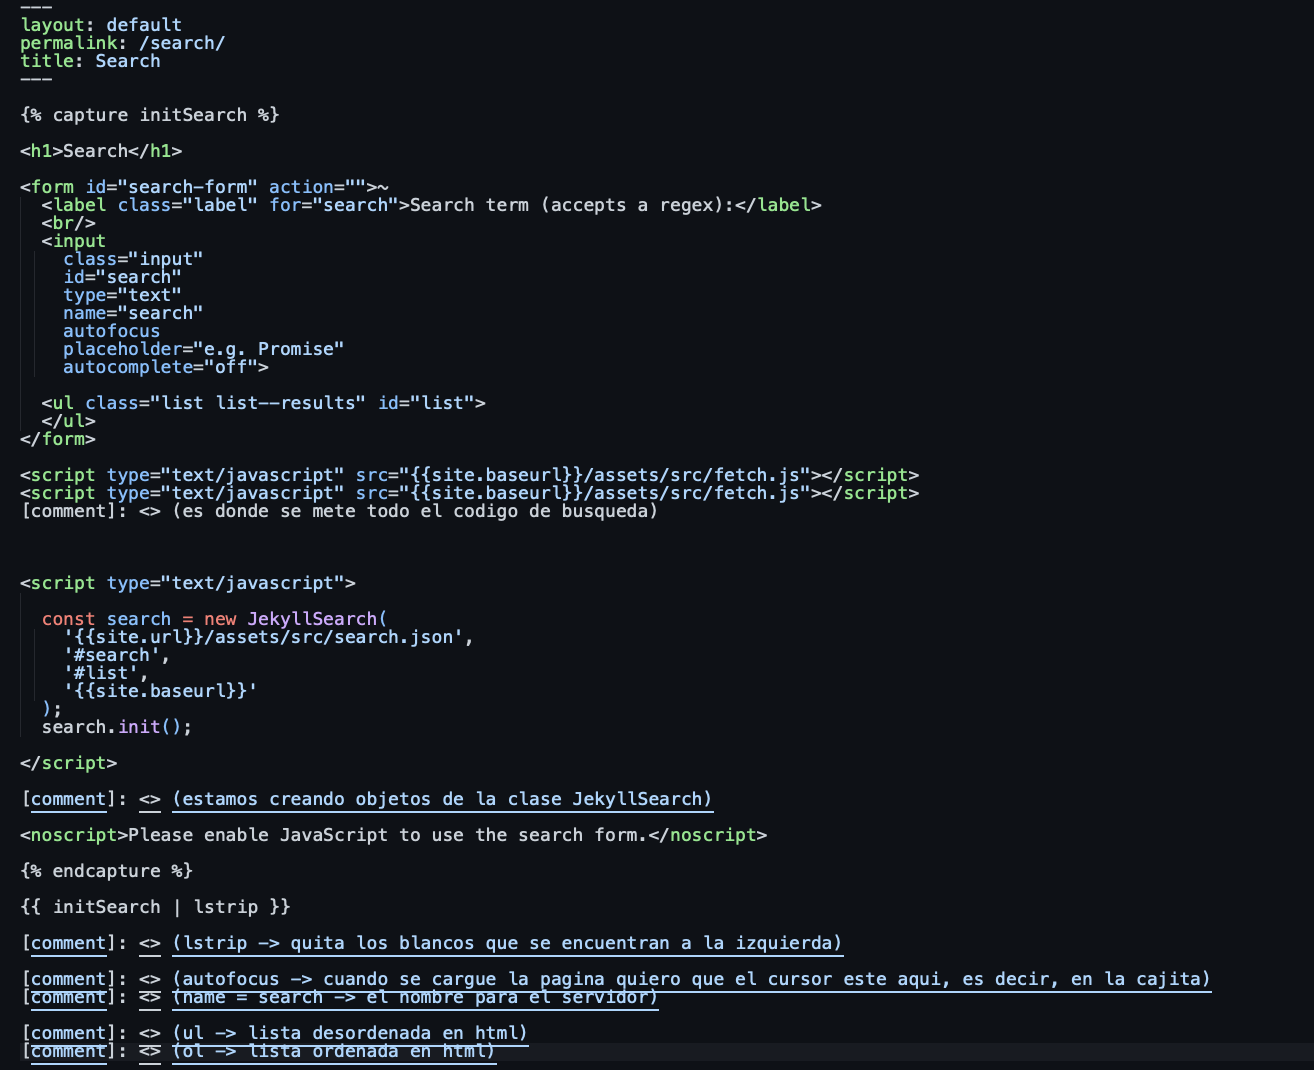 ---
layout: default
permalink: /search/
title: Search
---
{% capture initSearch %}
<h1>Search</h1>
<form id="search-form" action="">~
<label class="label" for="search">Search term (accepts a regex):</label>
<br/>
<input
class="input"
id="search"
type="text"
name="search"
autofocus
placeholder="e.g. Promise"
autocomplete="off">
<ul class="list list--results" id="list">
</ul>
</form>
<script type="text/javascript" src="{{site.baseurl}}/assets/src/fetch.js"></script>
<script type="text/javascript" src="{{site.baseurl}}/assets/src/fetch.js"></script>
[comment]: <> (es donde se mete todo el codigo de busqueda)
<script type="text/javascript">
const search = new JekyllSearch(
'{{site.url}}/assets/src/search.json',
'#search',
'#list',
'{{site.baseurl}}'
);
search.init();
</script>
[comment]: <> (estamos creando objetos de la clase JekyllSearch)
<noscript>Please enable JavaScript to use the search form.</noscript>
{% endcapture %}
{{ initSearch | lstrip }}
[comment]: <> (lstrip -> quita los blancos que se encuentran a la izquierda)
[comment]: <> (autofocus -> cuando se cargue la pagina quiero que el cursor este aqui, es decir, en la cajita)
[comment]: <> (name = search -> el nombre para el servidor)
[comment]: <> (ul -> lista desordenada en html)
[comment]: <> (ol -> lista ordenada en html)